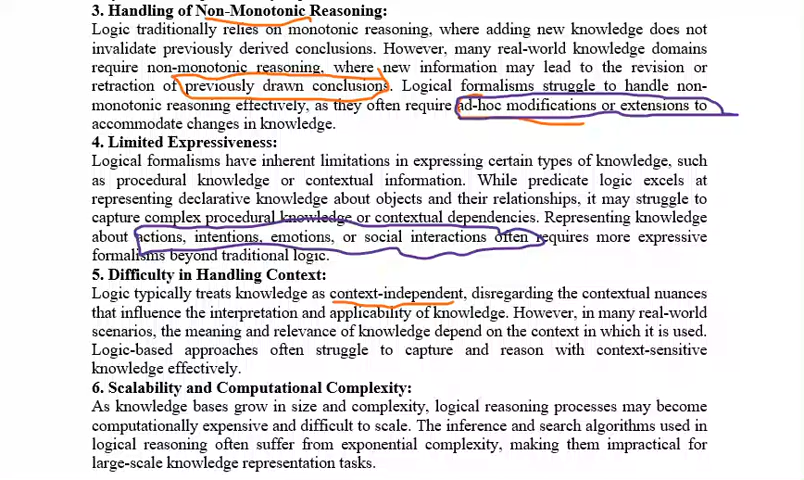 3. Handling of Non-Monotonic Reasoning:
Logic traditionally relies on monotonic reasoning, where adding new knowledge does not
invalidate previously derived conclusions. However, many real-world knowledge domains
require non-monotonic reasoning, where new information may lead to the revision or
retraction of previously drawn conclusions. Logical formalisms struggle to handle non-
monotonic reasoning effectively, as they often require ad-hoc modifications or extensions to
accommodate changes in knowledge.
4. Limited Expressiveness:
Logical formalisms have inherent limitations in expressing certain types of knowledge, such
as procedural knowledge or contextual information. While predicate logic excels at
representing declarative knowledge about objects and their relationships, it may struggle to
capture complex procedural knowledge or contextual dependencies. Representing knowledge
about actions, intentions, emotions, or social interactions often requires more expressive
formalisms beyond traditional logic.
5. Difficulty in Handling Context:
Logic typically treats knowledge as context-independent, disregarding the contextual nuances
that influence the interpretation and applicability of knowledge. However, in many real-world
scenarios, the meaning and relevance of knowledge depend on the context in which it is used.
Logic-based approaches often struggle to capture and reason with context-sensitive
knowledge effectively.
6. Scalability and Computational Complexity:
As knowledge bases grow in size and complexity, logical reasoning processes may become
computationally expensive and difficult to scale. The inference and search algorithms used in
logical reasoning often suffer from exponential complexity, making them impractical for
large-scale knowledge representation tasks.